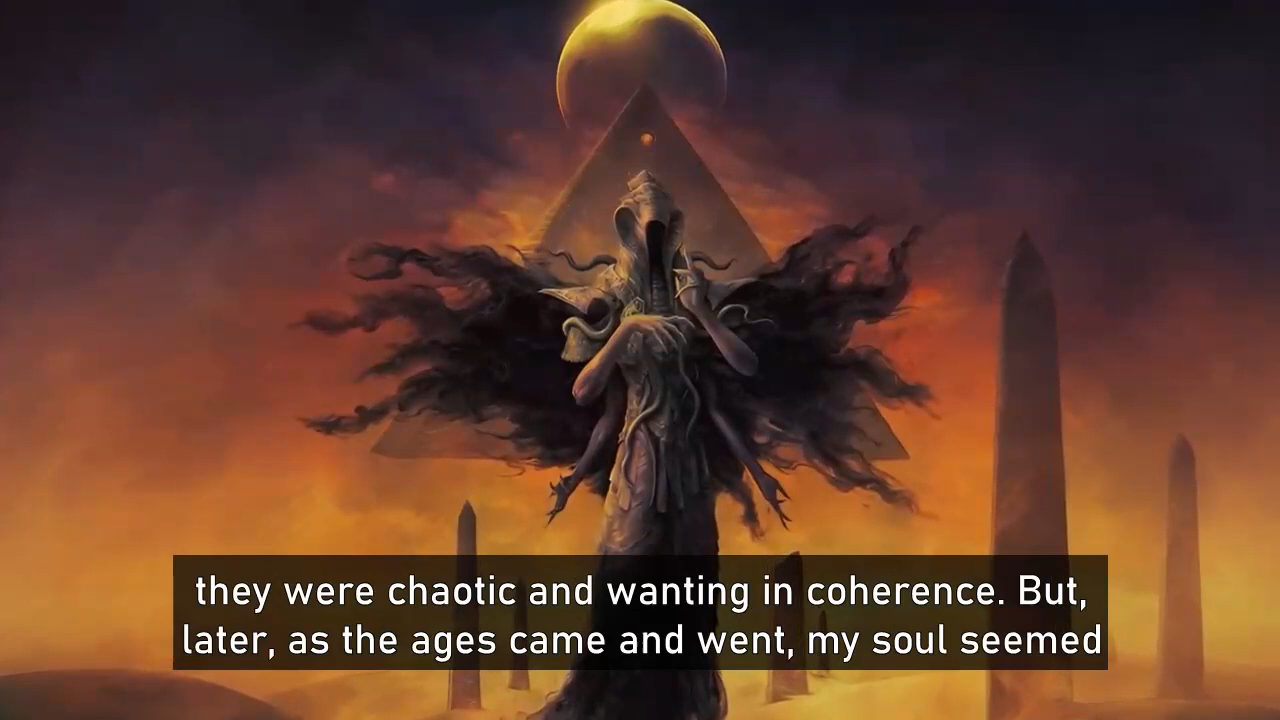 they were chaotic and wanting in coherence. But,
later, as the ages came and went, my soul seemed